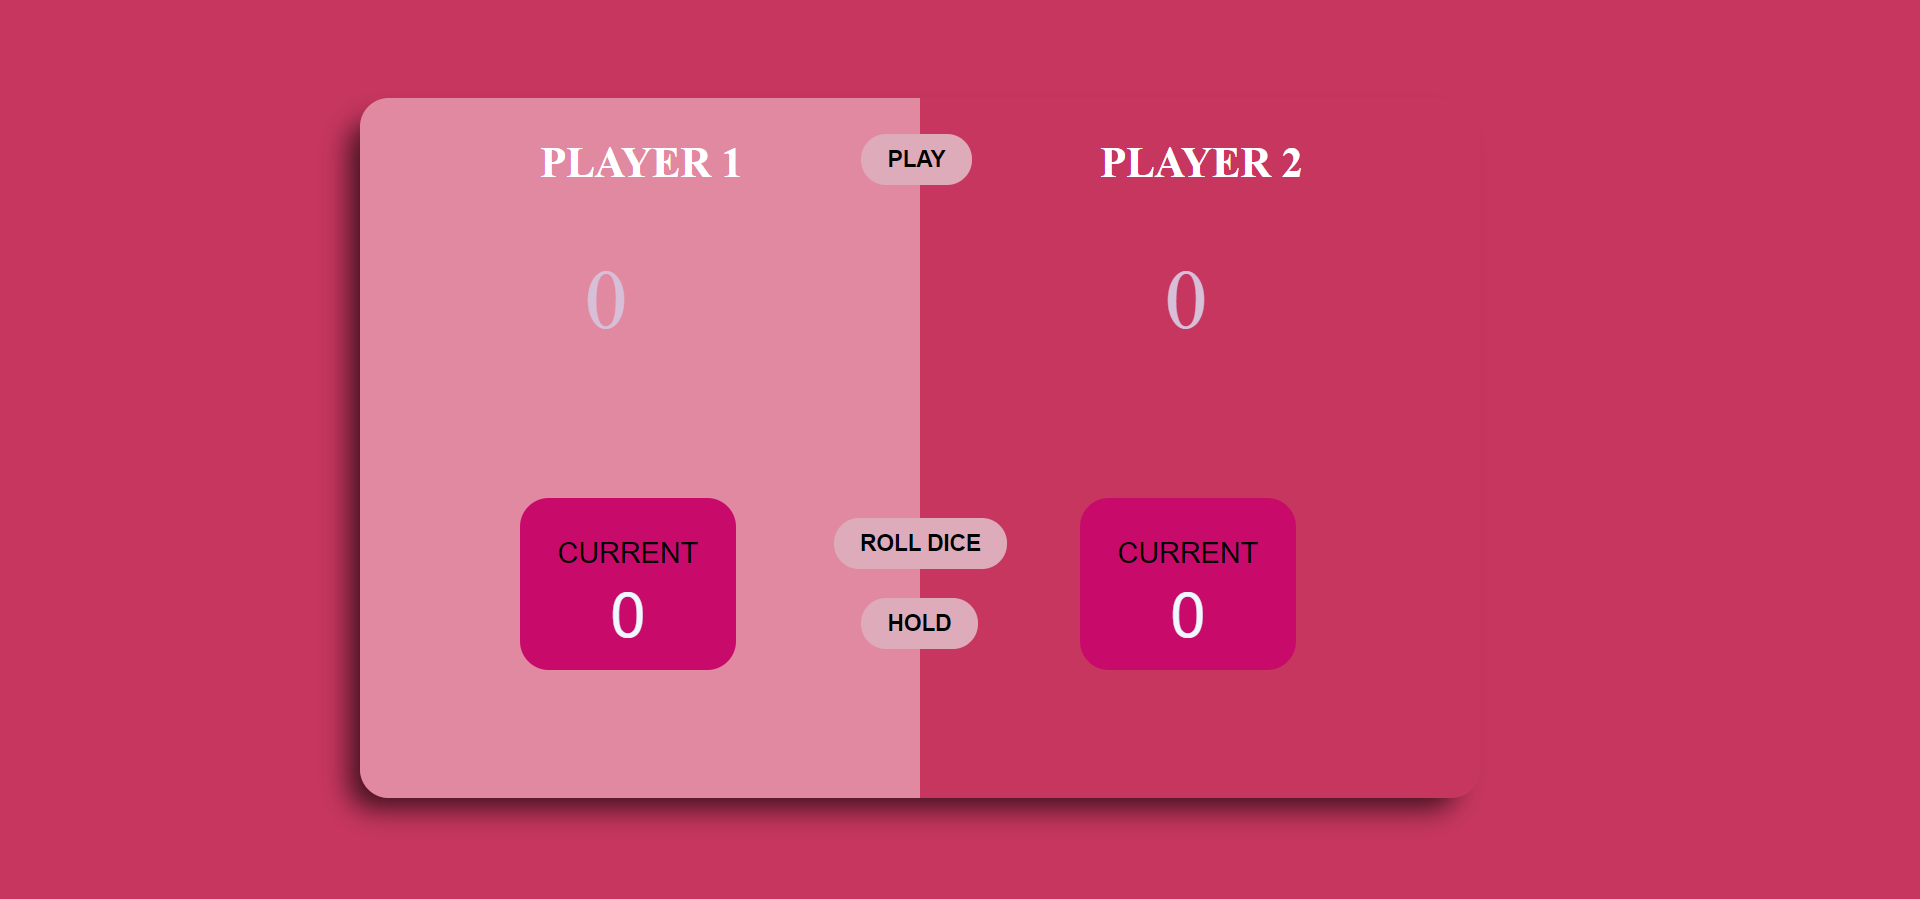 PLAYER 1
PLAY
PLAYER 2
0
0
CURRENT
0
ROLL DICE
HOLD
CURRENT
0